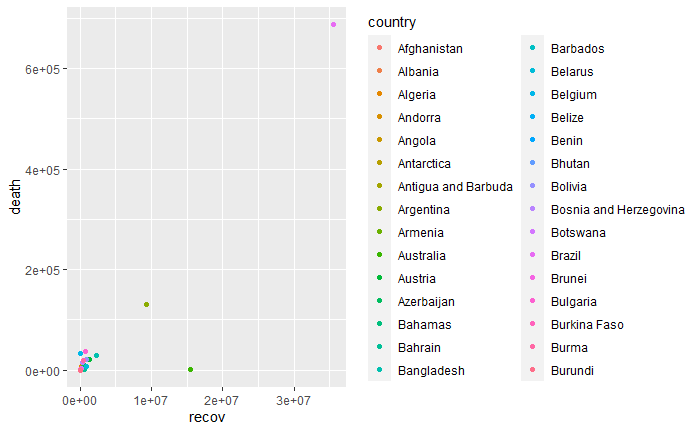 country
6e+05
4e+05
2e+05
0e+00
death
0e+00 1e+07 2e+07 3e+07
recov
Afghanistan
Albania
Algeria
Andorra
Angola
Antarctica
Antigua and Barbuda
Argentina
Armenia
Australia
Austria
Azerbaijan
Bahamas
Bahrain
Bangladesh
Barbados
Belarus
Belgium
Belize
Benin
Bhutan
Bolivia
Bosnia and Herzegovina
Botswana
Brazil
Brunei
Bulgaria
Burkina Faso
Burma
Burundi